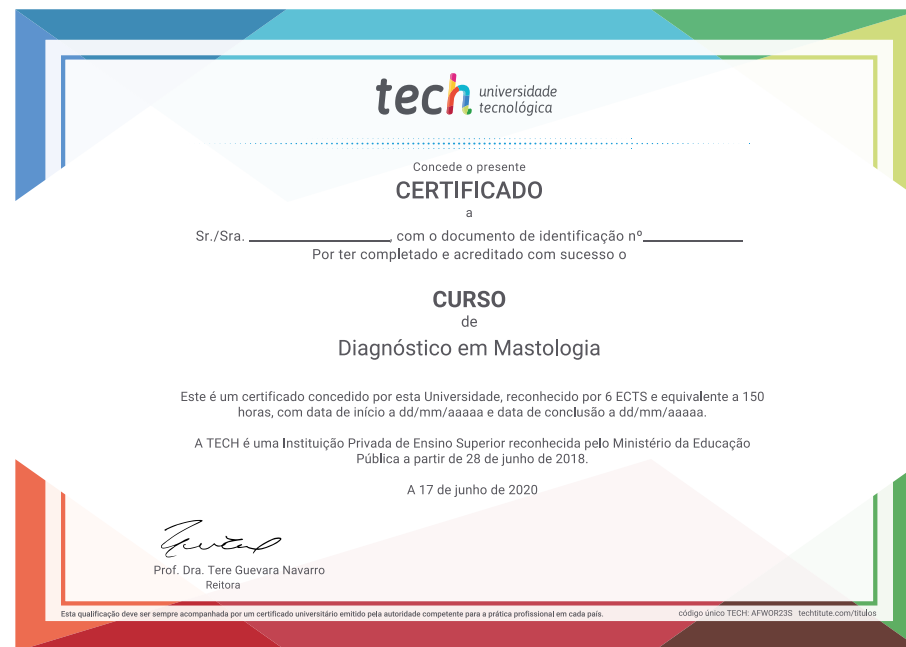 tech universidade
tecnológica
Concede o presente
CERTIFICADO
a
Sr./Sra. ________________, com o documento de identificação nº____________
Por ter completado e acreditado com sucesso o
CURSO
de
Diagnóstico em Mastologia
Este é um certificado concedido por esta Universidade, reconhecido por 6 ECTS e equivalente a 150
horas, com data de início a dd/mm/aaaaa e data de conclusão a dd/mm/aaaaa.
A TECH é uma Instituição Privada de Ensino Superior reconhecida pelo Ministério da Educação
Pública a partir de 28 de junho de 2018.
A 17 de junho de 2020
Prof. Dra. Tere Guevara Navarro
Reitora
Esta qualificação deve ser sempre acompanhada por um certificado universitário emitido pela autoridade competente para a prática profissional em cada país.
código único TECH: AFWOR23S techtitute.com/titulos